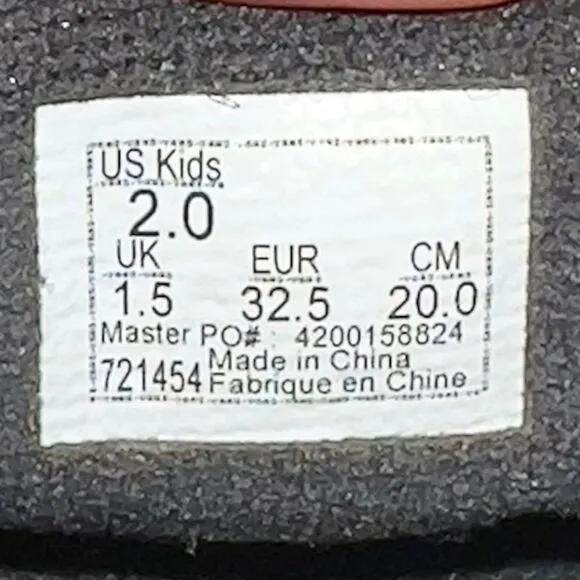 US Kids
2.0
UK EUR CM
1.5 32.5 20.0
Master PO# : 4200158824
721454 Made in China
Fabrique en Chine